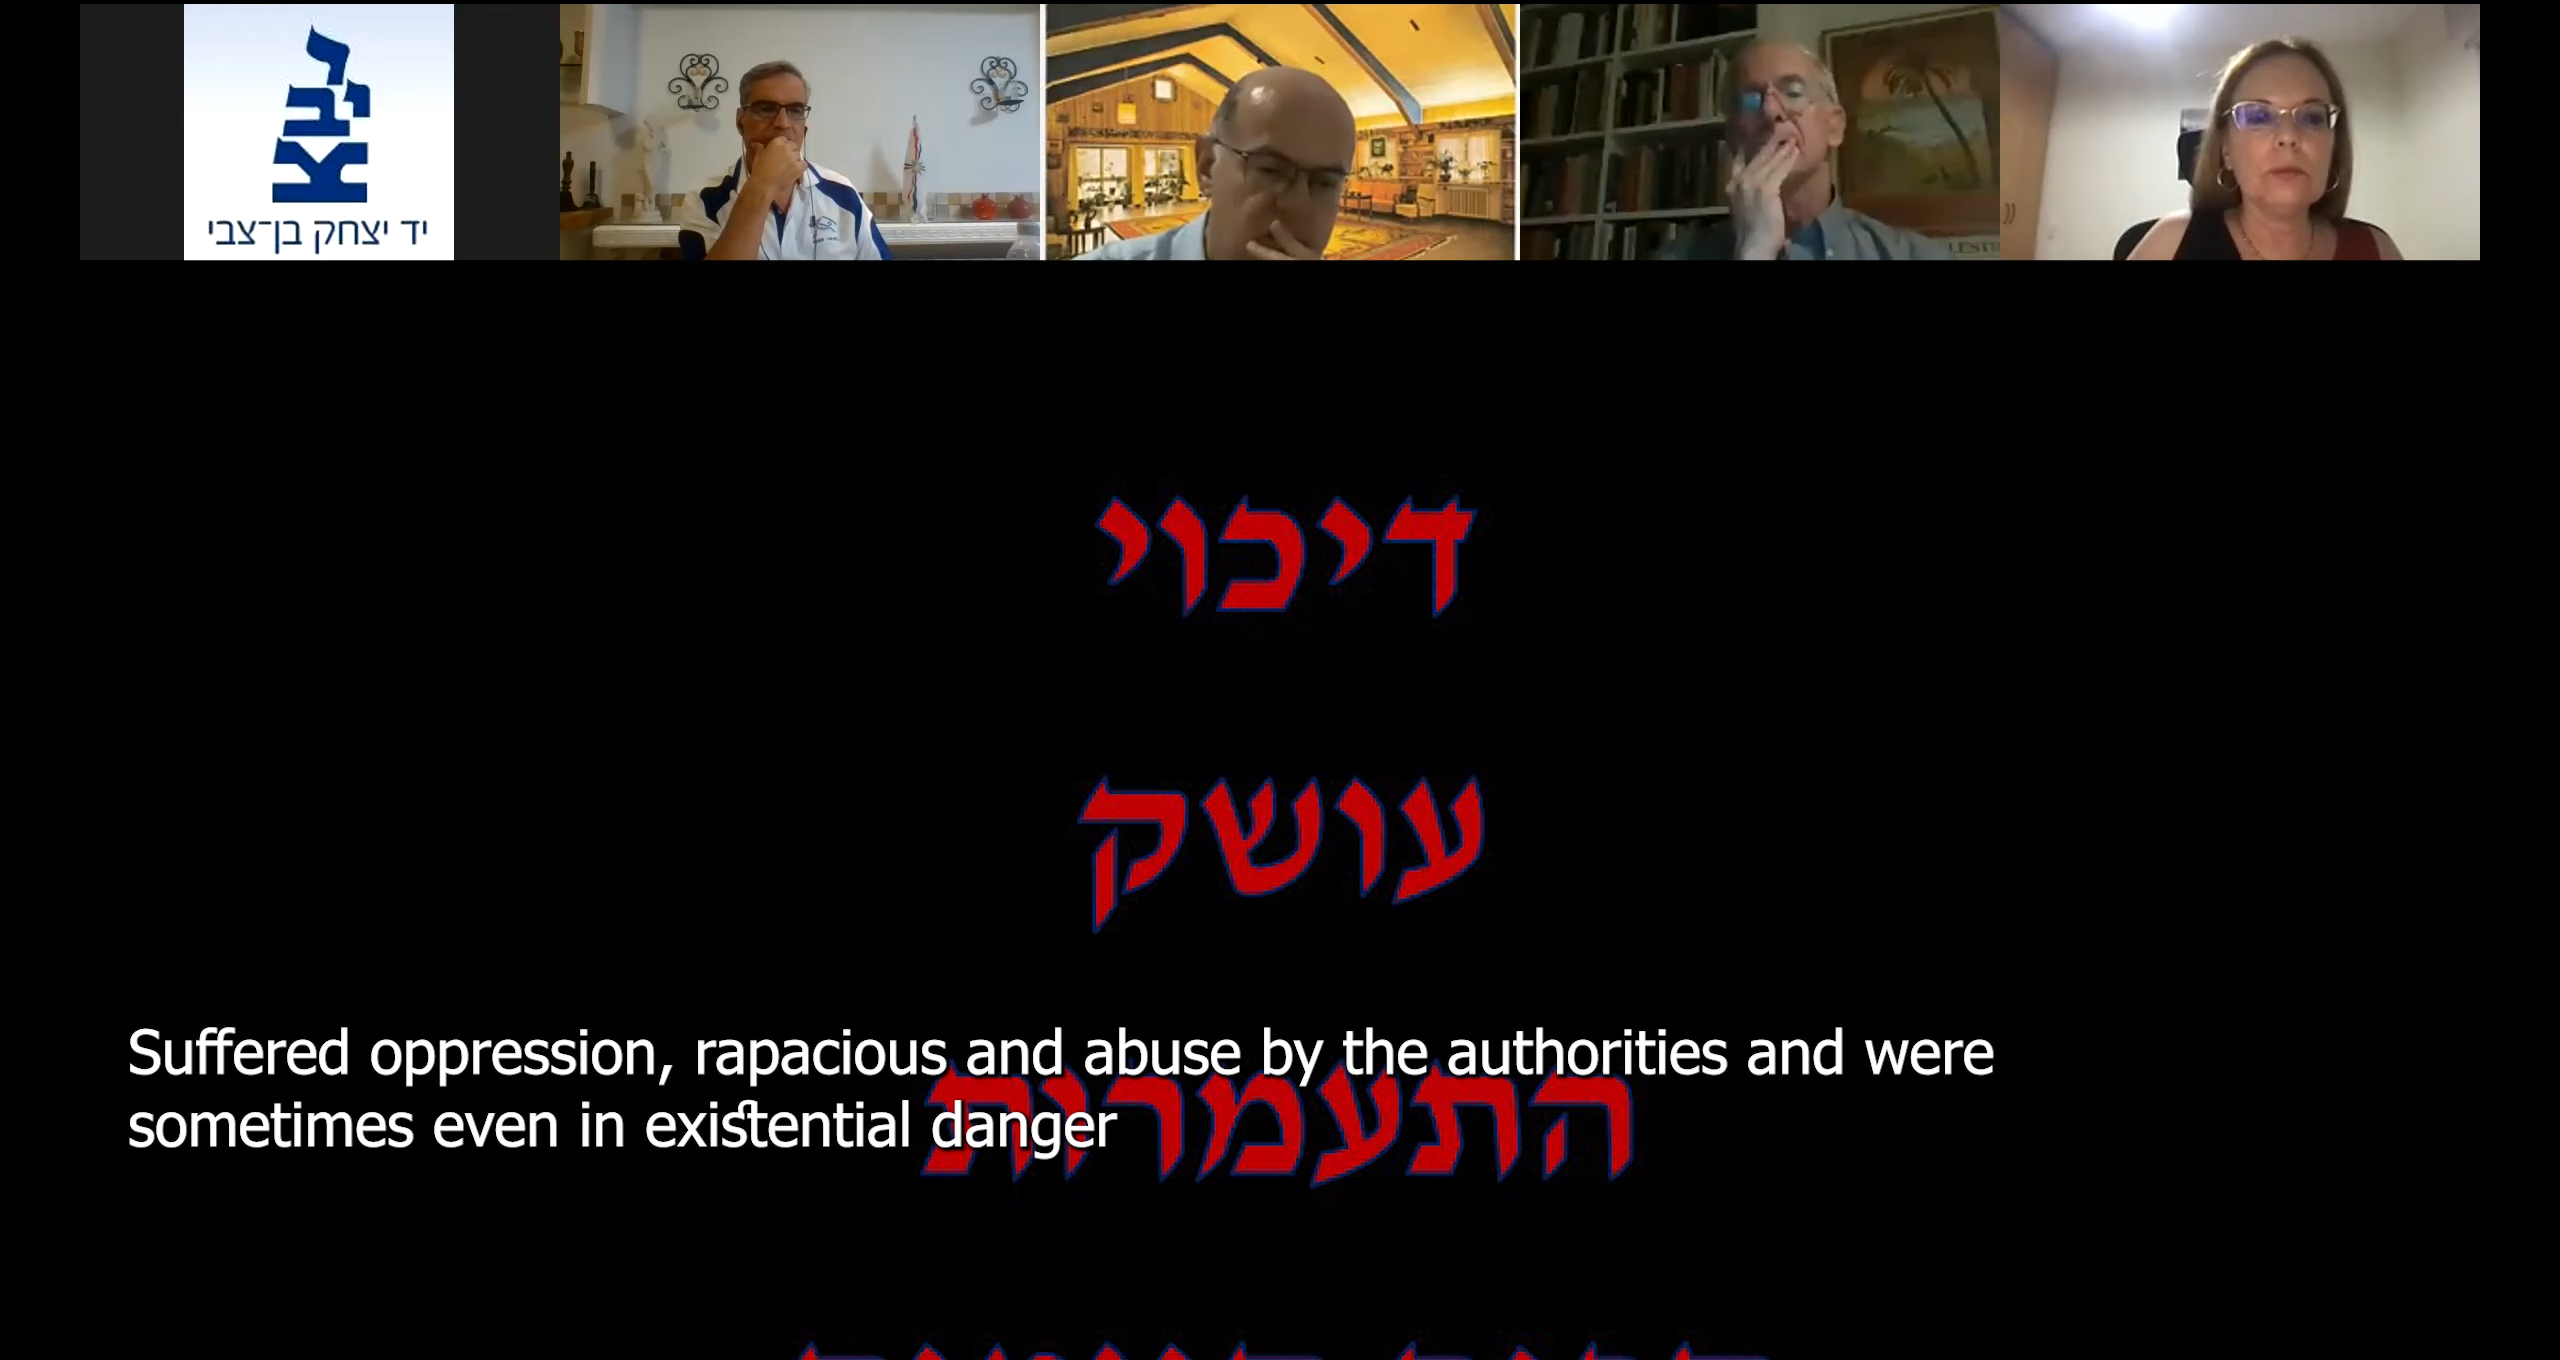 יבצ
יד יצחק בן־צבי
דיכוי
עושק
Suffered oppression, rapacious and abuse by the authorities and were
sometimes even in existential danger
התעמרות